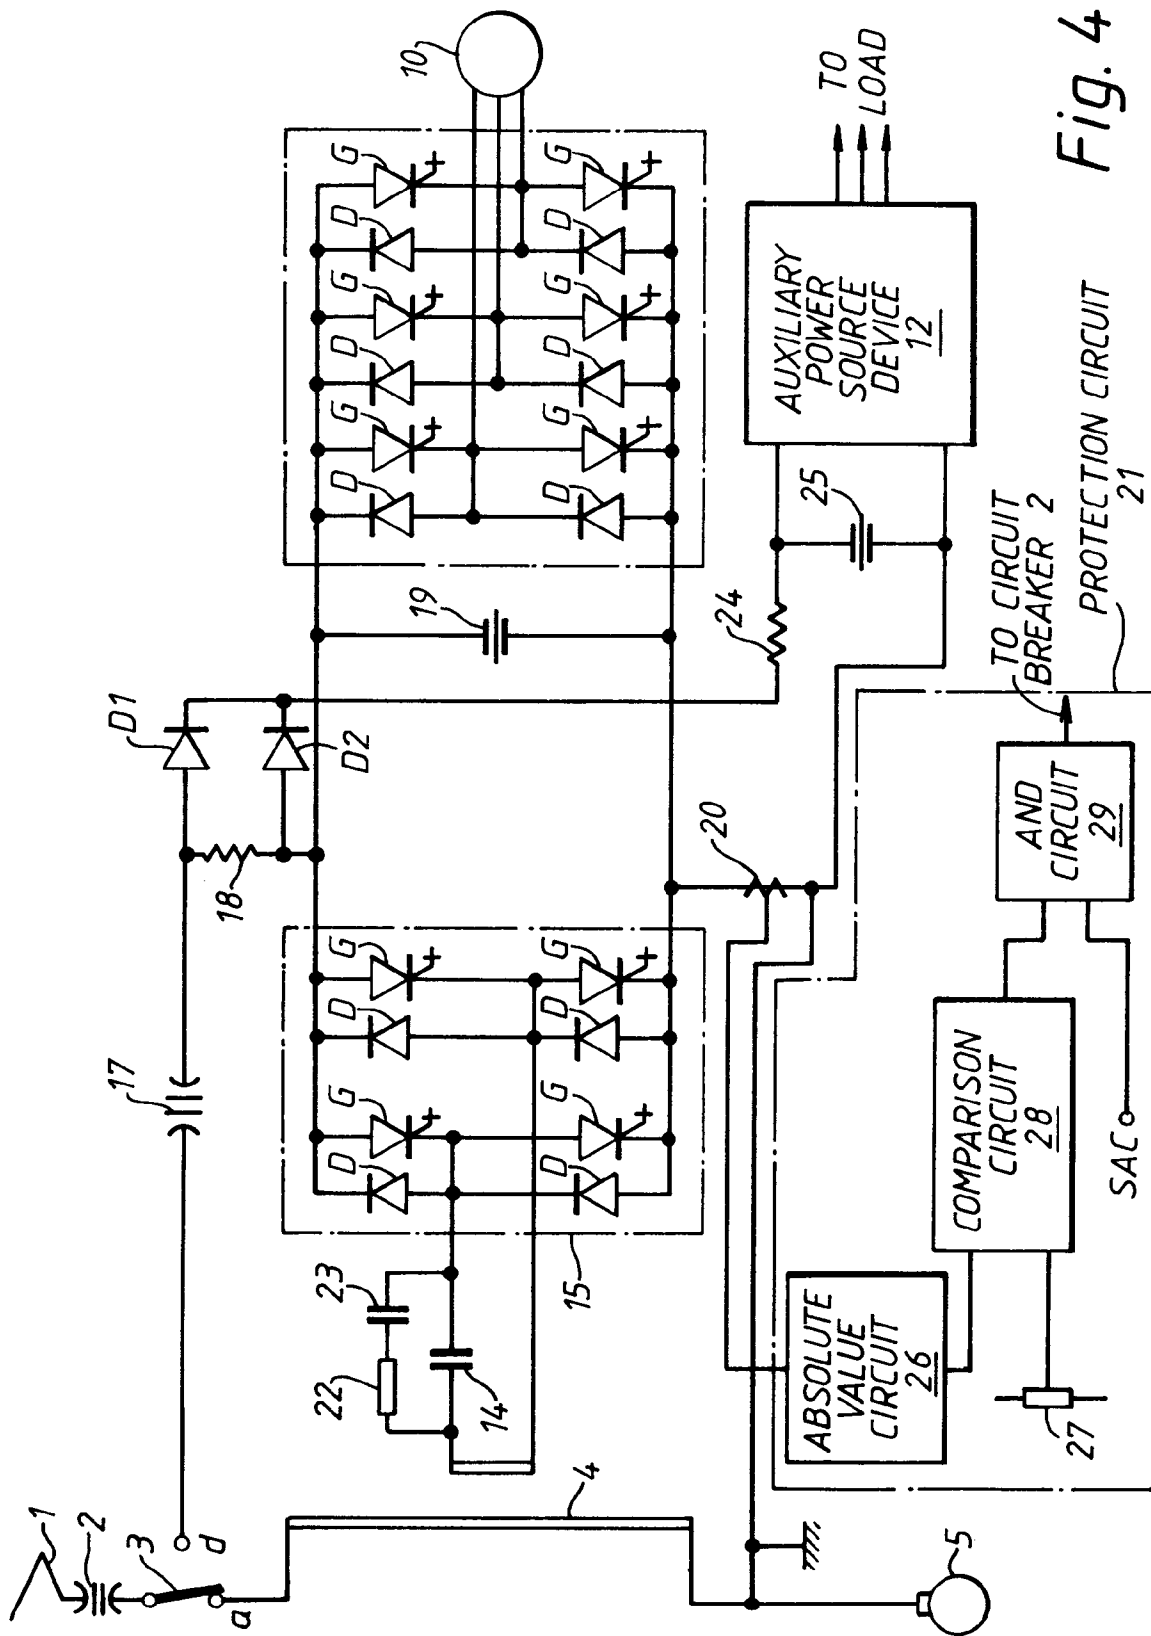 Fig. 4
1
2
3
a
d
4
5
17
D1
D2
18
10
19
D
G
D
G
D
G
D
G
D
G
D
G
D
G
D
G
D
G
D
G
15
22
23
14
20
24
25
AUXILIARY
POWER
SOURCE
DEVICE
12
TO
LOAD
TO CIRCUIT
BREAKER 2
PROTECTION CIRCUIT
21
AND
CIRCUIT
29
COMPARISON
CIRCUIT
28
SAC
ABSOLUTE
VALUE
CIRCUIT
26
27